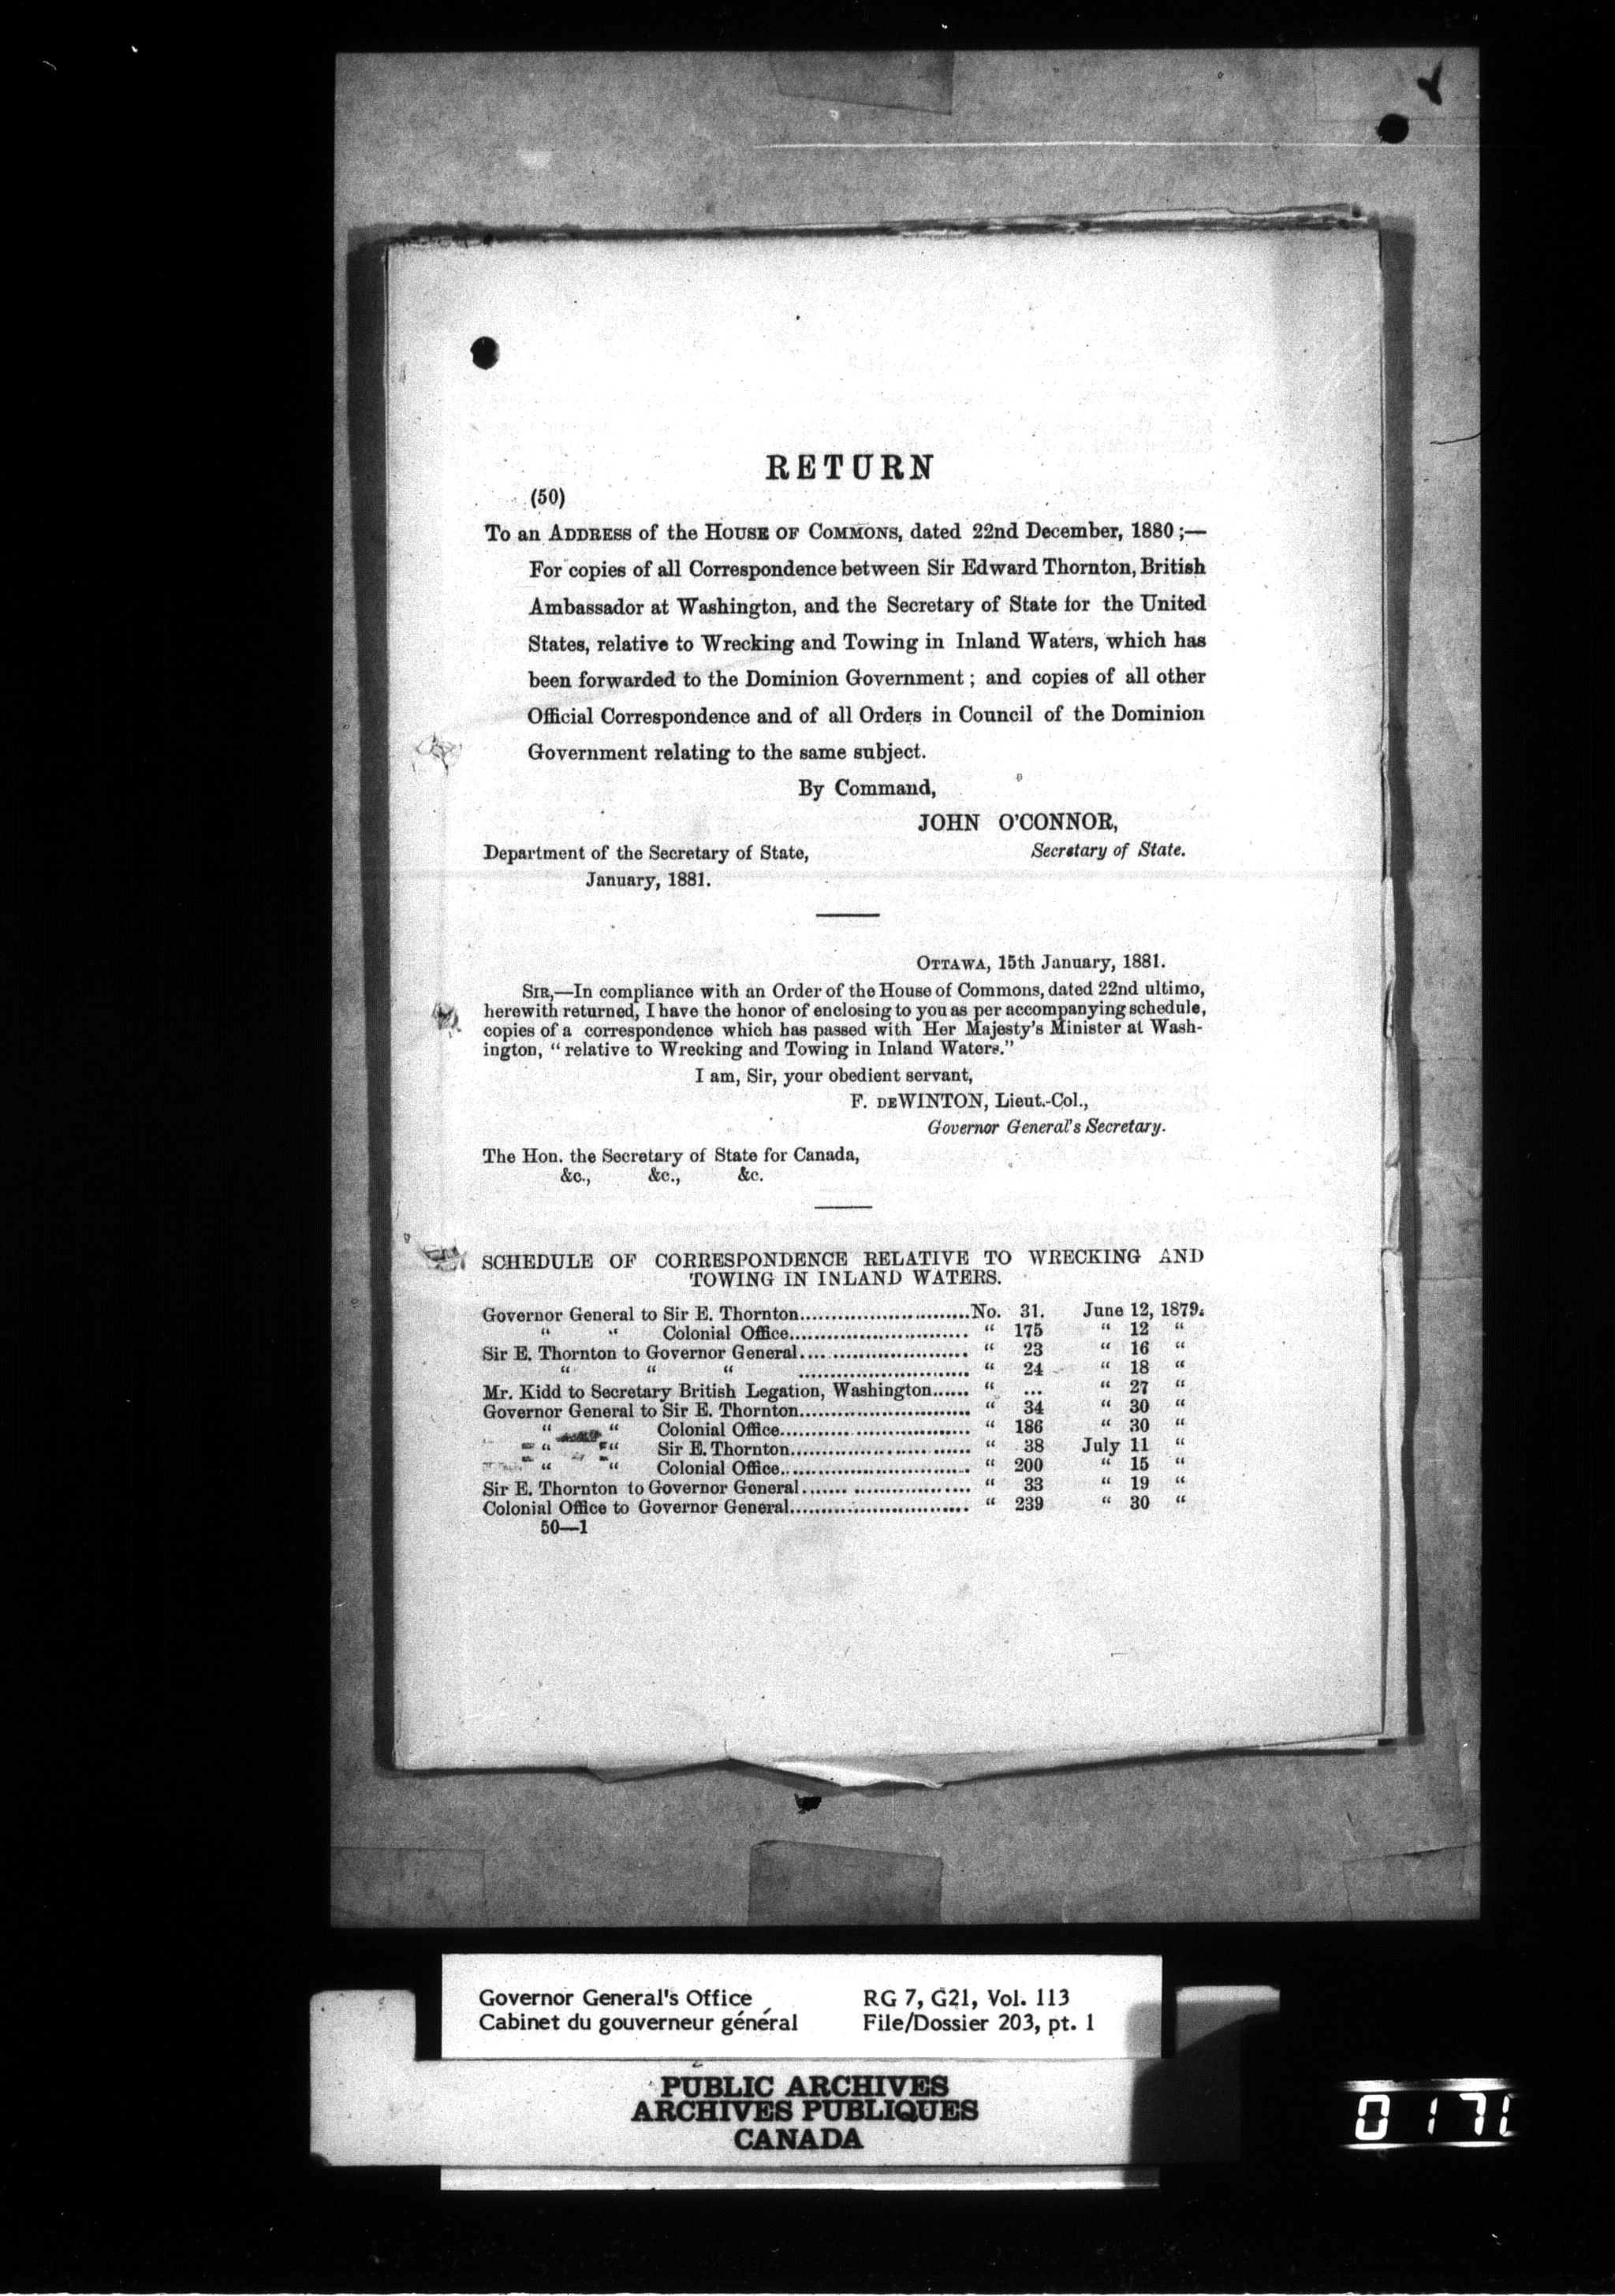 RETURN
(50)
To an ADDRESS of the HOUSE OF COMMONS, dated 22nd December, 1880 ;—
For copies of all Correspondence between Sir Edward Thornton, British
Ambassador at Washington, and the Secretary of State for the United
States, relative to Wrecking and Towing in Inland Waters, which has
been forwarded to the Dominion Government ; and copies of all other
Official Correspondence and of all Orders in Council of the Dominion
Government relating to the same subject.
By Command,
JOHN O'CONNOR,
Secretary of State.
Department of the Secretary of State,
January, 1881.
OTTAWA, 15th January, 1881.
SIR,—In compliance with an Order of the House of Commons, dated 22nd ultimo,
herewith returned, I have the honor of enclosing to you as per accompanying schedule,
copies of a correspondence which has passed with Her Majesty's Minister at Wash-
ington, “ relative to Wrecking and Towing in Inland Waters.”
I am, Sir, your obedient servant,
F. DEWINTON, Lieut.-Col.,
Governor General's Secretary.
The Hon. the Secretary of State for Canada,
&c., &c., &c.
SCHEDULE OF CORRESPONDENCE RELATIVE TO WRECKING AND
TOWING IN INLAND WATERS.
Governor General to Sir E. Thornton............................No. 31. June 12, 1879.
“ “ Colonial Office............................ “ 175 “ 12 “
Sir E. Thornton to Governor General............................ “ 23 “ 16 “
“ “ “ ............................ “ 24 “ 18 “
Mr. Kidd to Secretary British Legation, Washington...... “ ... “ 27 “
Governor General to Sir E. Thornton............................ “ 34 “ 30 “
“ “ Colonial Office............................ “ 186 “ 30 “
“ “ Sir E. Thornton............................ “ 38 July 11 “
“ “ Colonial Office............................ “ 200 “ 15 “
Sir E. Thornton to Governor General............................ “ 33 “ 19 “
Colonial Office to Governor General............................ “ 239 “ 30 “
50—1
Governor General's Office RG 7, G21, Vol. 113
Cabinet du gouverneur général File/Dossier 203, pt. 1
PUBLIC ARCHIVES
ARCHIVES PUBLIQUES
CANADA